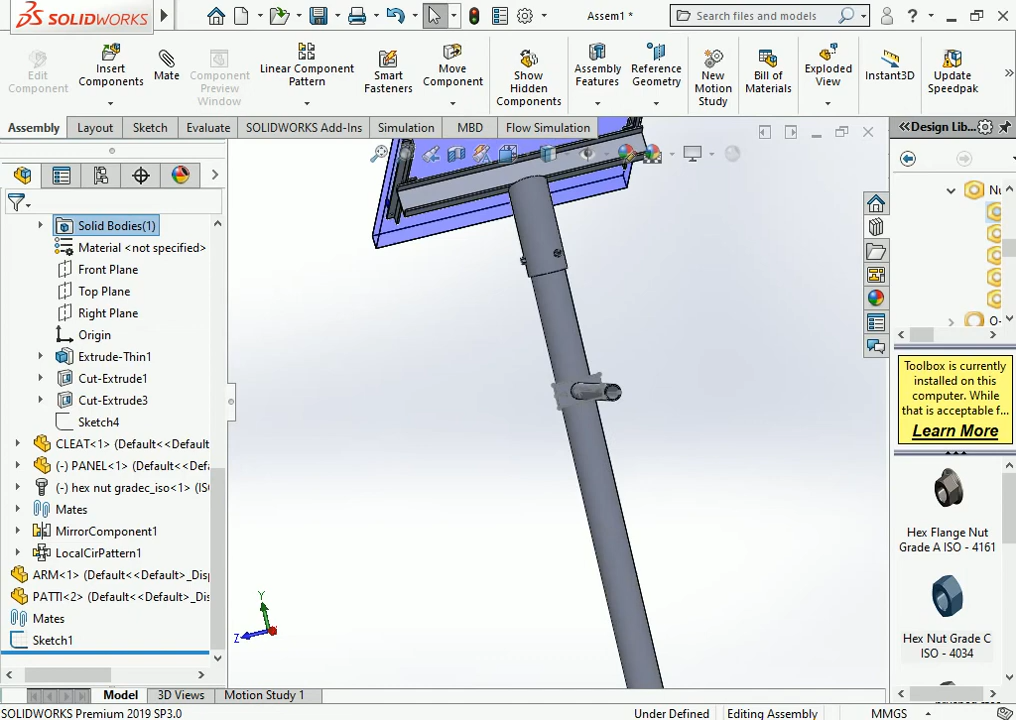 SOLIDWORKS
Assem1 *
Search files and models
Edit Component
Insert Components
Mate
Component Preview Window
Linear Component Pattern
Smart Fasteners
Move Component
Show Hidden Components
Assembly Features
Reference Geometry
New Motion Study
Bill of Materials
Exploded View
Instant3D
Update Speedpak
Assembly
Layout
Sketch
Evaluate
SOLIDWORKS Add-Ins
Simulation
MBD
Flow Simulation
Design Lib...
Solid Bodies(1)
Material <not specified>
Front Plane
Top Plane
Right Plane
Origin
Extrude-Thin1
Cut-Extrude1
Cut-Extrude3
Sketch4
CLEAT<1> (Default<<Default
(-) PANEL<1> (Default<<Defa
(-) hex nut gradec_iso<1> (IS
Mates
MirrorComponent1
LocalCirPattern1
ARM<1> (Default<<Default>_Disp
PATTI<2> (Default<<Default>_Dis
Mates
Sketch1
Y
Z
Nu
O-
Toolbox is currently
installed on this
computer. While
that is acceptable f...
Learn More
Hex Flange Nut
Grade A ISO - 4161
Hex Nut Grade C
ISO - 4034
Model
3D Views
Motion Study 1
SOLIDWORKS Premium 2019 SP3.0
Under Defined
Editing Assembly
MMGS